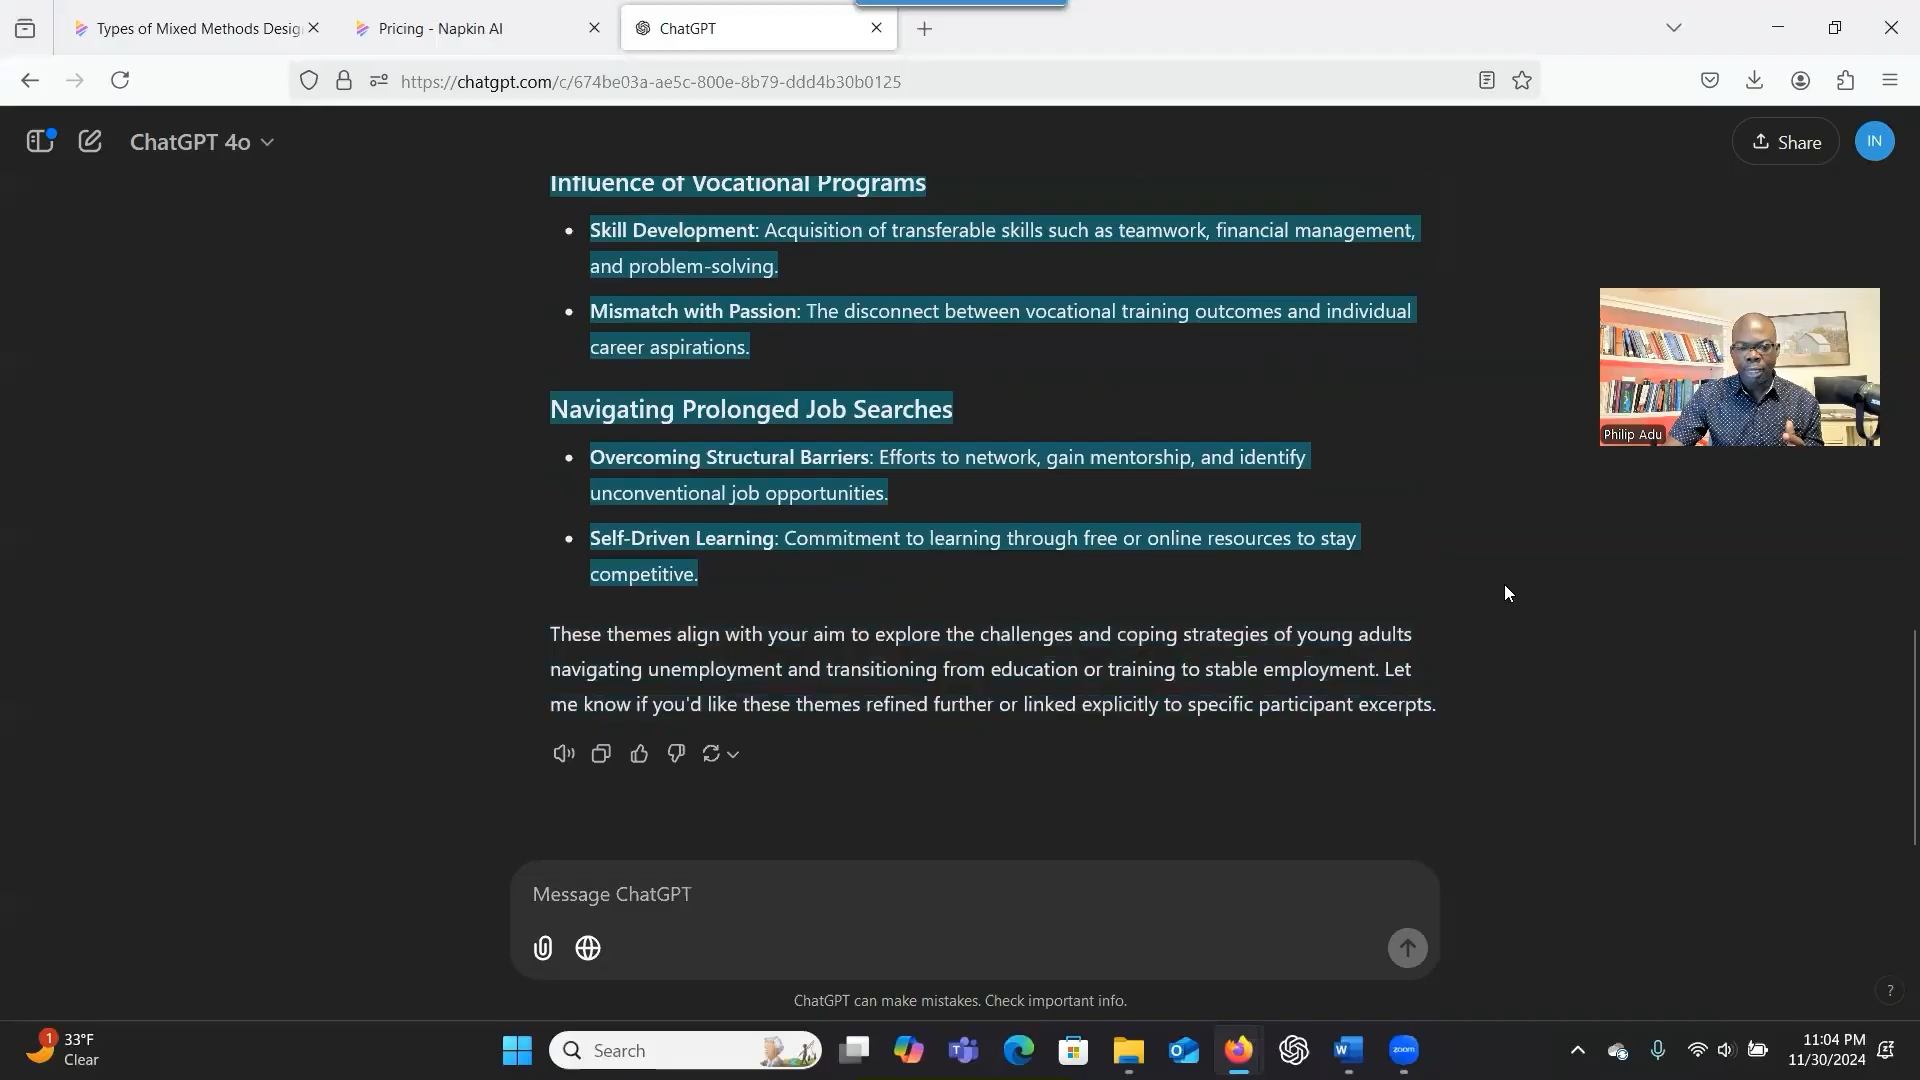 Types of Mixed Methods Desig
Pricing - Napkin AI
ChatGPT
https://chatgpt.com/c/674be03a-ae5c-800e-8b79-ddd4b30b0125
ChatGPT 4o
Share
IN
Influence of Vocational Programs
Skill Development: Acquisition of transferable skills such as teamwork, financial management,
and problem-solving.
Mismatch with Passion: The disconnect between vocational training outcomes and individual
career aspirations.
Philip Adu
Navigating Prolonged Job Searches
Overcoming Structural Barriers: Efforts to network, gain mentorship, and identify
unconventional job opportunities.
Self-Driven Learning: Commitment to learning through free or online resources to stay
competitive.
These themes align with your aim to explore the challenges and coping strategies of young adults
navigating unemployment and transitioning from education or training to stable employment. Let
me know if you'd like these themes refined further or linked explicitly to specific participant excerpts.
Message ChatGPT
ChatGPT can make mistakes. Check important info.
?
1
33°F
Clear
Search
zoom
11:04 PM
11/30/2024